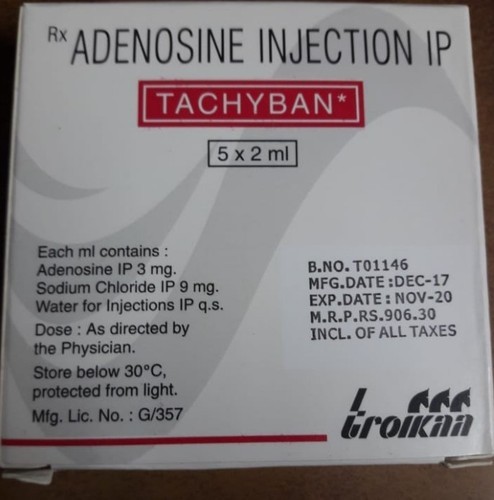 Rx ADENOSINE INJECTION IP
TACHYBAN*
5 x 2 ml
Each ml contains :
Adenosine IP 3 mg.
Sodium Chloride IP 9 mg.
Water for Injections IP q.s.
Dose : As directed by
the Physician.
Store below 30°C,
protected from light.
Mfg. Lic. No. : G/357
B.NO. T01146
MFG.DATE :DEC-17
EXP.DATE : NOV-20
M.R.P.RS.906.30
INCL. OF ALL TAXES
troikaa